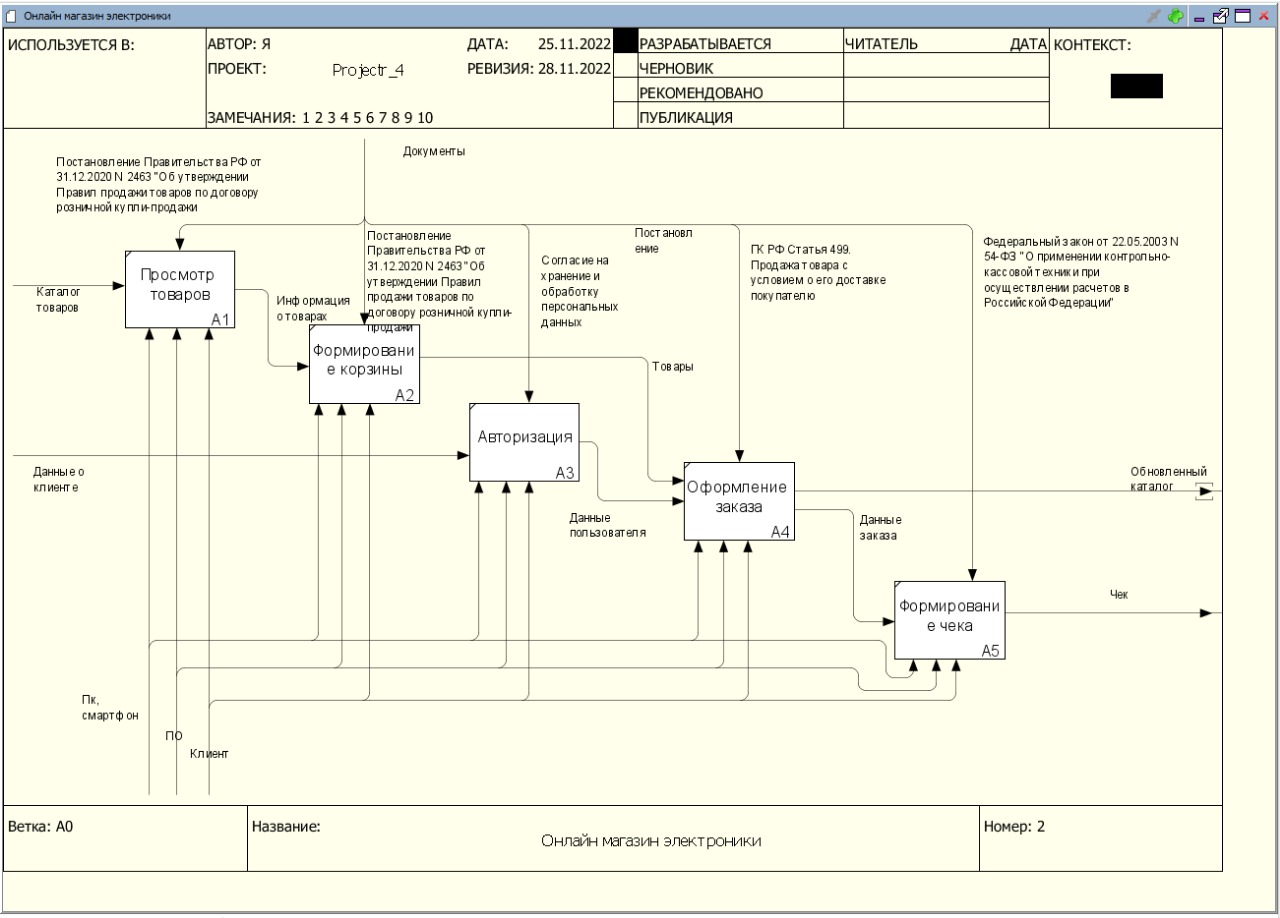 Онлайн магазин электроники
ИСПОЛЬЗУЕТСЯ В:
АВТОР: Я
ДАТА: 25.11.2022
ПРОЕКТ: Projectr_4
РЕВИЗИЯ: 28.11.2022
ЗАМЕЧАНИЯ: 1 2 3 4 5 6 7 8 9 10
РАЗРАБАТЫВАЕТСЯ
ЧЕРНОВИК
РЕКОМЕНДОВАНО
ПУБЛИКАЦИЯ
ЧИТАТЕЛЬ ДАТА
КОНТЕКСТ:
Документы
Постановление Правительства РФ от
31.12.2020 N 2463 "Об утверждении
Правил продажи товаров по договору
розничной купли-продажи
Постановление
Правительства РФ от
31.12.2020 N 2463 "Об
утверждении Правил
продажи товаров по
договору розничной купли-
продажи
Согласие на
хранение и
обработку
персональных
данных
Постановл
ение
ГК РФ Статья 499.
Продажа товара с
условием о его доставке
покупателю
Федеральный закон от 22.05.2003 N
54-ФЗ "О применении контрольно-
кассовой техники при
осуществлении расчетов в
Российской Федерации"
Каталог
товаров
Просмотр
товаров
A1
Информация
о товарах
Формировани
е корзины
A2
Товары
Данные о
клиенте
Авторизация
A3
Данные
пользователя
Оформление
заказа
A4
Обновленный
каталог
Данные
заказа
Формировани
е чека
A5
Чек
Пк,
смартфон
ПО
Клиент
Ветка: A0
Название:
Онлайн магазин электроники
Номер: 2